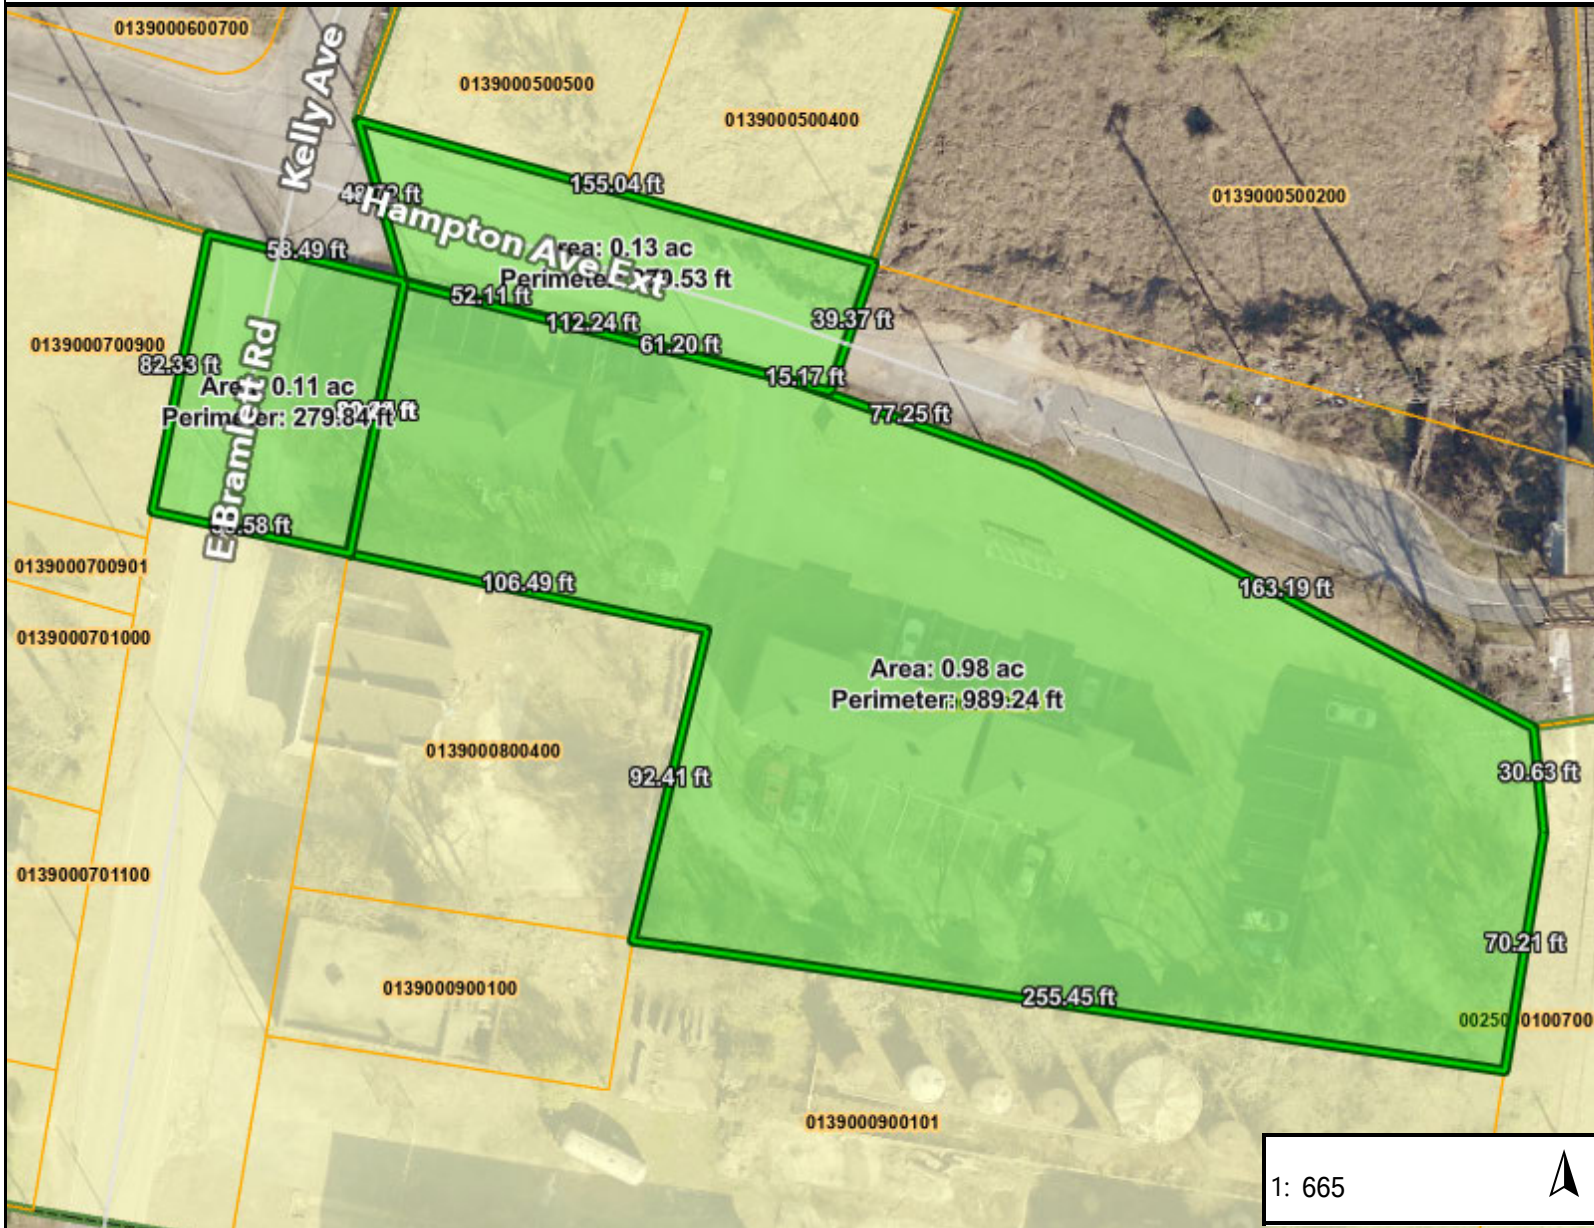 0139000600700
Kelly Ave
0139000500500
0139000500400
155.04 ft
0139000500200
Hampton Ave Ext
58.49 ft
Area: 0.13 ac
52.11 ft
112.24 ft
61.20 ft
39.37 ft
15.17 ft
77.25 ft
0139000700900
82.33 ft
Area: 0.11 ac
Perimeter: 279.84 ft
E Bramlett Rd
106.49 ft
0139000700901
0139000701000
163.19 ft
Area: 0.98 ac
Perimeter: 989.24 ft
0139000800400
92.41 ft
30.63 ft
0139000701100
70.21 ft
0139000900100
255.45 ft
0139000900101
1: 665